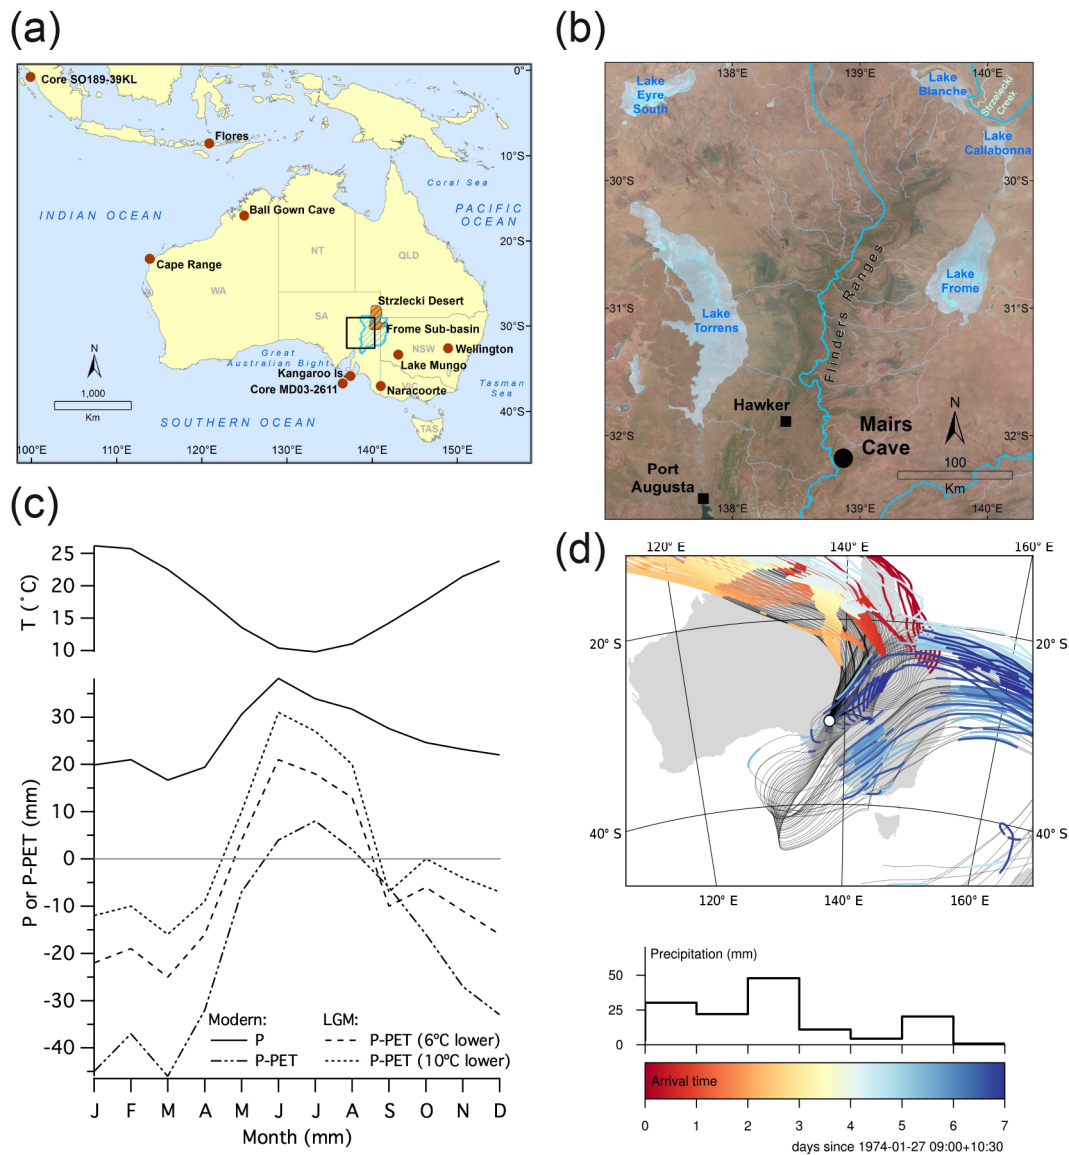 (a)
Core SO189-39KL
0°
Flores
10°S
Coral Sea
INDIAN OCEAN
Ball Gown Cave
PACIFIC
OCEAN
20°S
Cape Range
NT
QLD
WA
Strzlecki Desert
SA
Frome Sub-basin
30°S
NSW
Wellington
Great
Australian Bight
Lake Mungo
N
Kangaroo Is.
Core MD03-2611
VIC
Naracoorte
Tasman
Sea
1,000
Km
40°S
SOUTHERN OCEAN
TAS
100°E
110°E
120°E
130°E
140°E
150°E
(b)
138°E
139°E
140°E
Lake
Eyre
South
Lake
Blanche
Strzelecki
Creek
Lake
Callabonna
30°S
30°S
Flinders Ranges
Lake
Frome
31°S
31°S
Lake
Torrens
Hawker
Mairs
Cave
N
32°S
32°S
100
Km
Port
Augusta
138°E
139°E
140°E
(c)
25
20
15
10
T (°C)
30
20
10
0
-10
-20
-30
-40
P or P-PET (mm)
Modern:
LGM:
P
P-PET (6ºC lower)
P-PET
P-PET (10ºC lower)
J F M A M J J A S O N D
Month (mm)
(d)
120° E
140° E
160° E
20° S
20° S
40° S
40° S
120° E
140° E
160° E
Precipitation (mm)
50
25
0
Arrival time
0 1 2 3 4 5 6 7
days since 1974-01-27 09:00+10:30